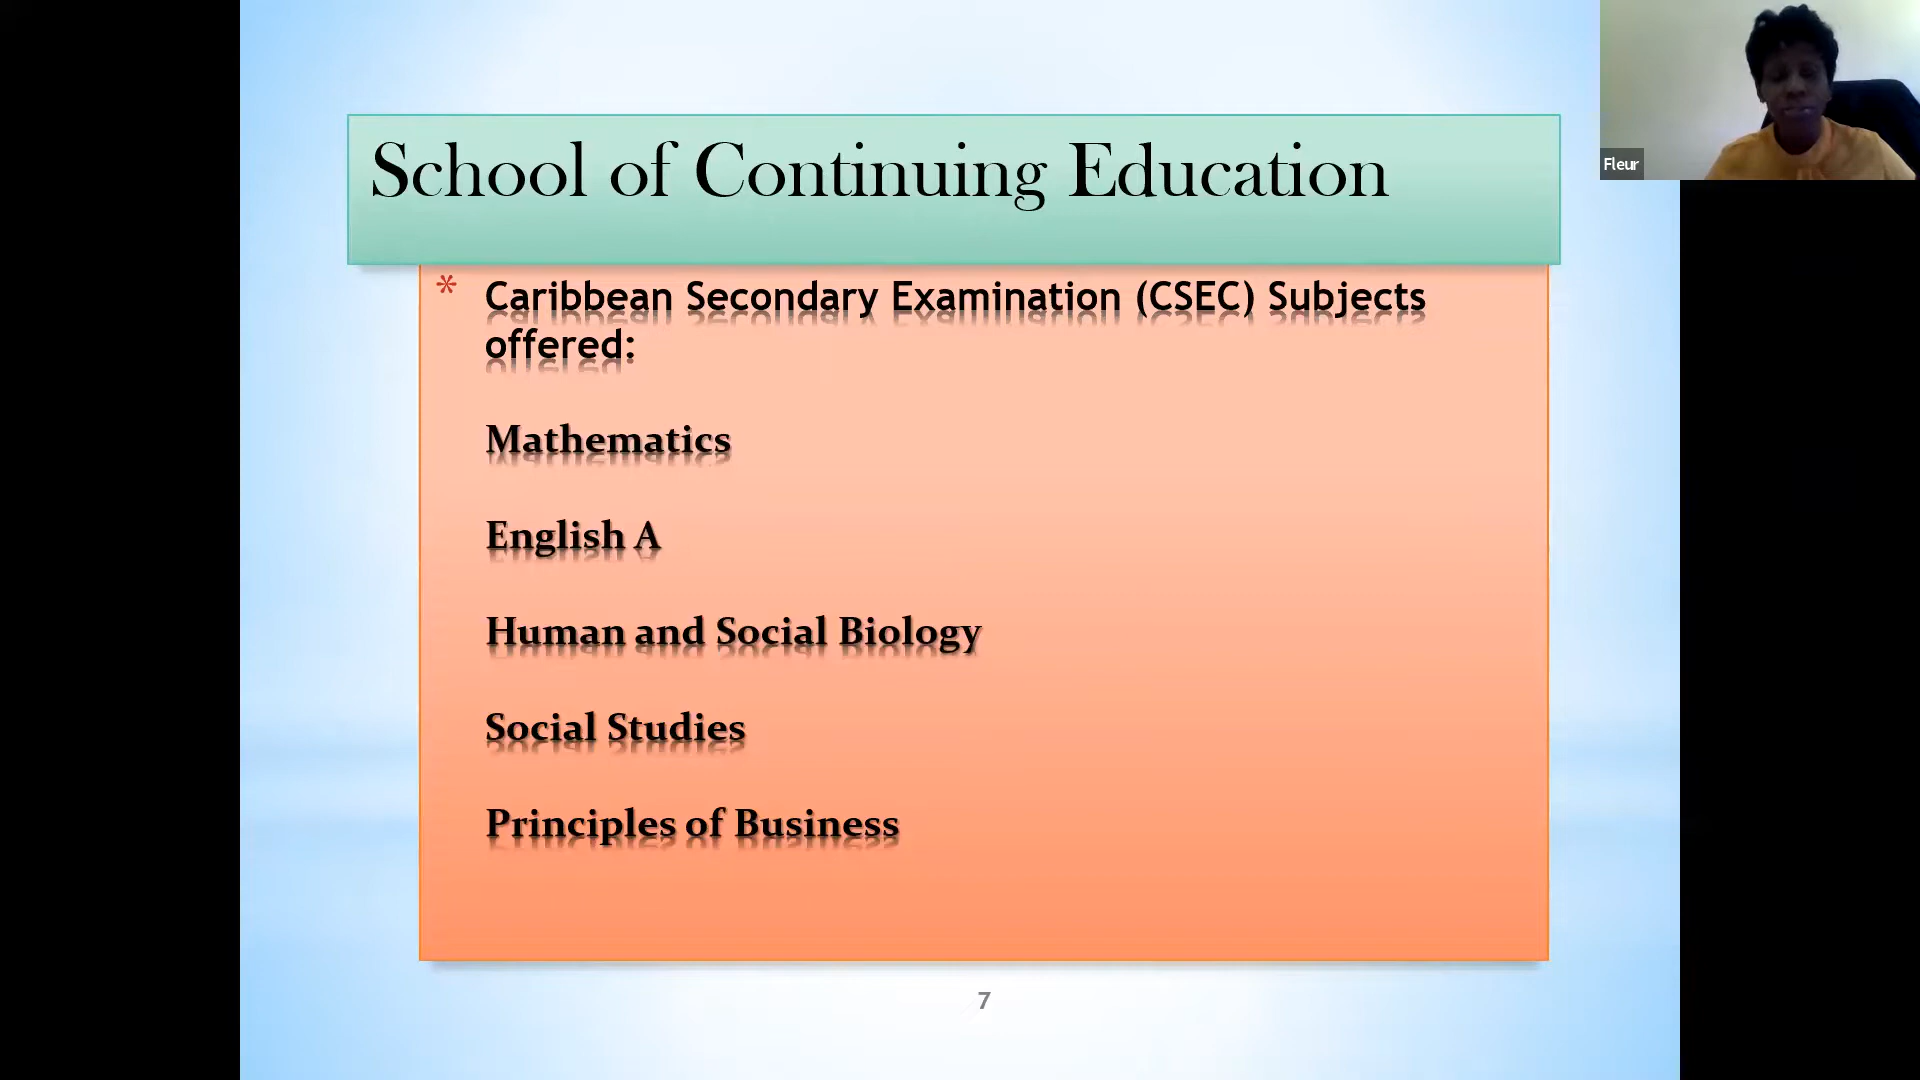 School of Continuing Education
Fleur
* Caribbean Secondary Examination (CSEC) Subjects
offered:
Mathematics
English A
Human and Social Biology
Social Studies
Principles of Business
7